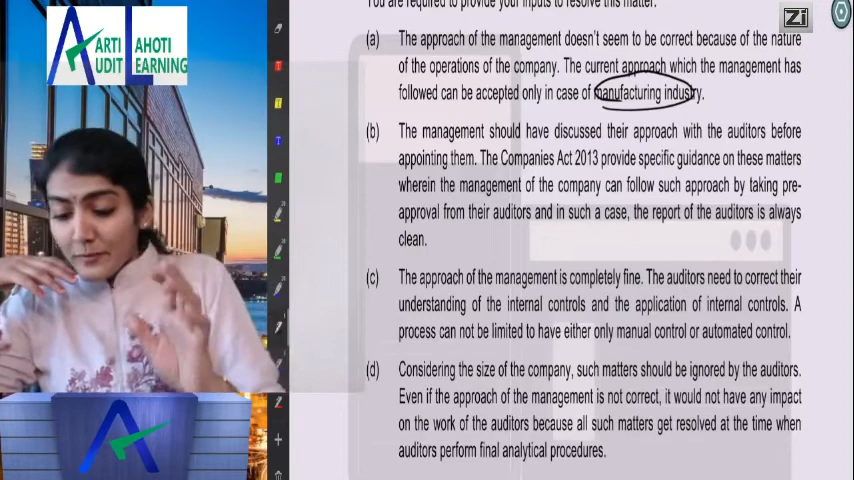 You are required to provide your inputs to resolve this matter.
Zi
ARTI LAHOTI
AUDIT LEARNING
(a) The approach of the management doesn't seem to be correct because of the nature
of the operations of the company. The current approach which the management has
followed can be accepted only in case of manufacturing industry.
(b) The management should have discussed their approach with the auditors before
appointing them. The Companies Act 2013 provide specific guidance on these matters
wherein the management of the company can follow such approach by taking pre-
approval from their auditors and in such a case, the report of the auditors is always
clean.
(c) The approach of the management is completely fine. The auditors need to correct their
understanding of the internal controls and the application of internal controls. A
process can not be limited to have either only manual control or automated control.
(d) Considering the size of the company, such matters should be ignored by the auditors.
Even if the approach of the management is not correct, it would not have any impact
on the work of the auditors because all such matters get resolved at the time when
auditors perform final analytical procedures.